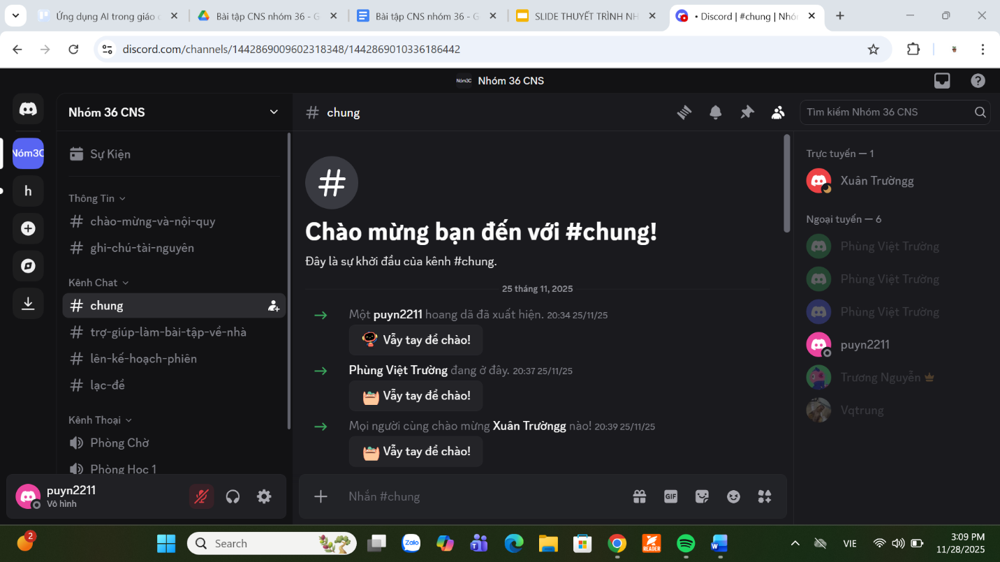 Ứng dụng AI trong giáo d
Bài tập CNS nhóm 36 - G
Bài tập CNS nhóm 36 - G
SLIDE THUYẾT TRÌNH NH
• Discord | #chung | Nhón
discord.com/channels/1442869009602318348/1442869010336186442
Nóm3C
Nhóm 36 CNS
Nhóm 36 CNS
chung
Tìm kiếm Nhóm 36 CNS
Nóm3C
h
Sự Kiện
Thông Tin
chào-mừng-và-nội-quy
ghi-chú-tài-nguyên
Kênh Chat
chung
trợ-giúp-làm-bài-tập-về-nhà
lên-kế-hoạch-phiên
lạc-đề
Kênh Thoại
Phòng Chờ
Phòng Học 1
puyn2211
Vô hình
Chào mừng bạn đến với #chung!
Đây là sự khởi đầu của kênh #chung.
25 tháng 11, 2025
Một puyn2211 hoang dã đã xuất hiện. 20:34 25/11/25
Vẫy tay để chào!
Phùng Việt Trường đang ở đây. 20:37 25/11/25
Vẫy tay để chào!
Mọi người cùng chào mừng Xuân Trườngg nào! 20:39 25/11/25
Vẫy tay để chào!
Nhắn #chung
GIF
Trực tuyến — 1
Xuân Trườngg
Ngoại tuyến — 6
Phùng Việt Trường
Phùng Việt Trường
Phùng Việt Trường
puyn2211
Trương Nguyễn
Vqtrung
2
Search
Zalo
READER
VIE
3:09 PM
11/28/2025